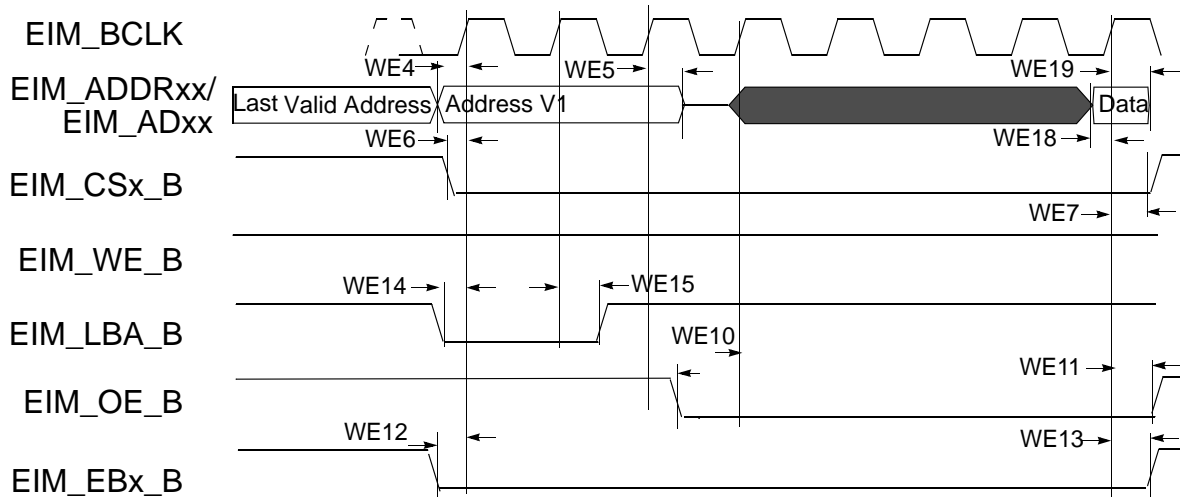 EIM_BCLK
WE4
WE5
WE19
EIM_ADDRxx/
EIM_ADxx
Last Valid Address
Address V1
Data
WE6
WE18
EIM_CSx_B
WE7
EIM_WE_B
WE14
WE15
EIM_LBA_B
WE10
WE11
EIM_OE_B
WE12
WE13
EIM_EBx_B